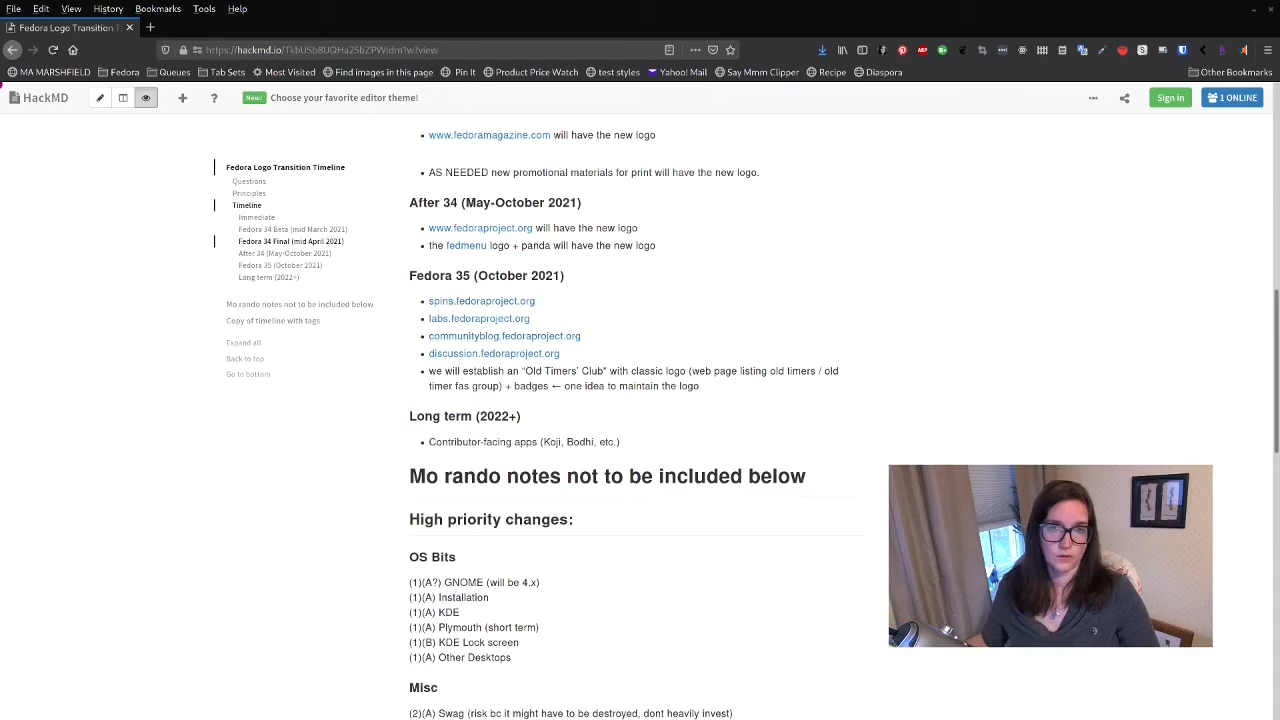 File Edit View History Bookmarks Tools Help
Fedora Logo Transition T
https://hackmd.io/TkbUSb8UQHa25bZPWidm1w?view
MA MARSHFIELD Fedora Queues Tab Sets Most Visited Find images in this page Pin It Product Price Watch test styles Yahoo! Mail Say Mmm Clipper Recipe Diaspora Other Bookmarks
HackMD ? New! Choose your favorite editor theme! Sign in 1 ONLINE
Fedora Logo Transition Timeline
Questions
Principles
Timeline
Immediate
Fedora 34 Beta (mid March 2021)
Fedora 34 Final (mid April 2021)
After 34 (May-October 2021)
Fedora 35 (October 2021)
Long term (2022+)
Mo rando notes not to be included below
Copy of timeline with tags
Expand all
Back to top
Go to bottom
• www.fedoramagazine.com will have the new logo
• AS NEEDED new promotional materials for print will have the new logo.
After 34 (May-October 2021)
• www.fedoraproject.org will have the new logo
• the fedmenu logo + panda will have the new logo
Fedora 35 (October 2021)
• spins.fedoraproject.org
• labs.fedoraproject.org
• communityblog.fedoraproject.org
• discussion.fedoraproject.org
• we will establish an "Old Timers' Club" with classic logo (web page listing old timers / old
timer fas group) + badges ← one idea to maintain the logo
Long term (2022+)
• Contributor-facing apps (Koji, Bodhi, etc.)
Mo rando notes not to be included below
High priority changes:
OS Bits
(1)(A?) GNOME (will be 4.x)
(1)(A) Installation
(1)(A) KDE
(1)(A) Plymouth (short term)
(1)(B) KDE Lock screen
(1)(A) Other Desktops
Misc
(2)(A) Swag (risk bc it might have to be destroyed, dont heavily invest)